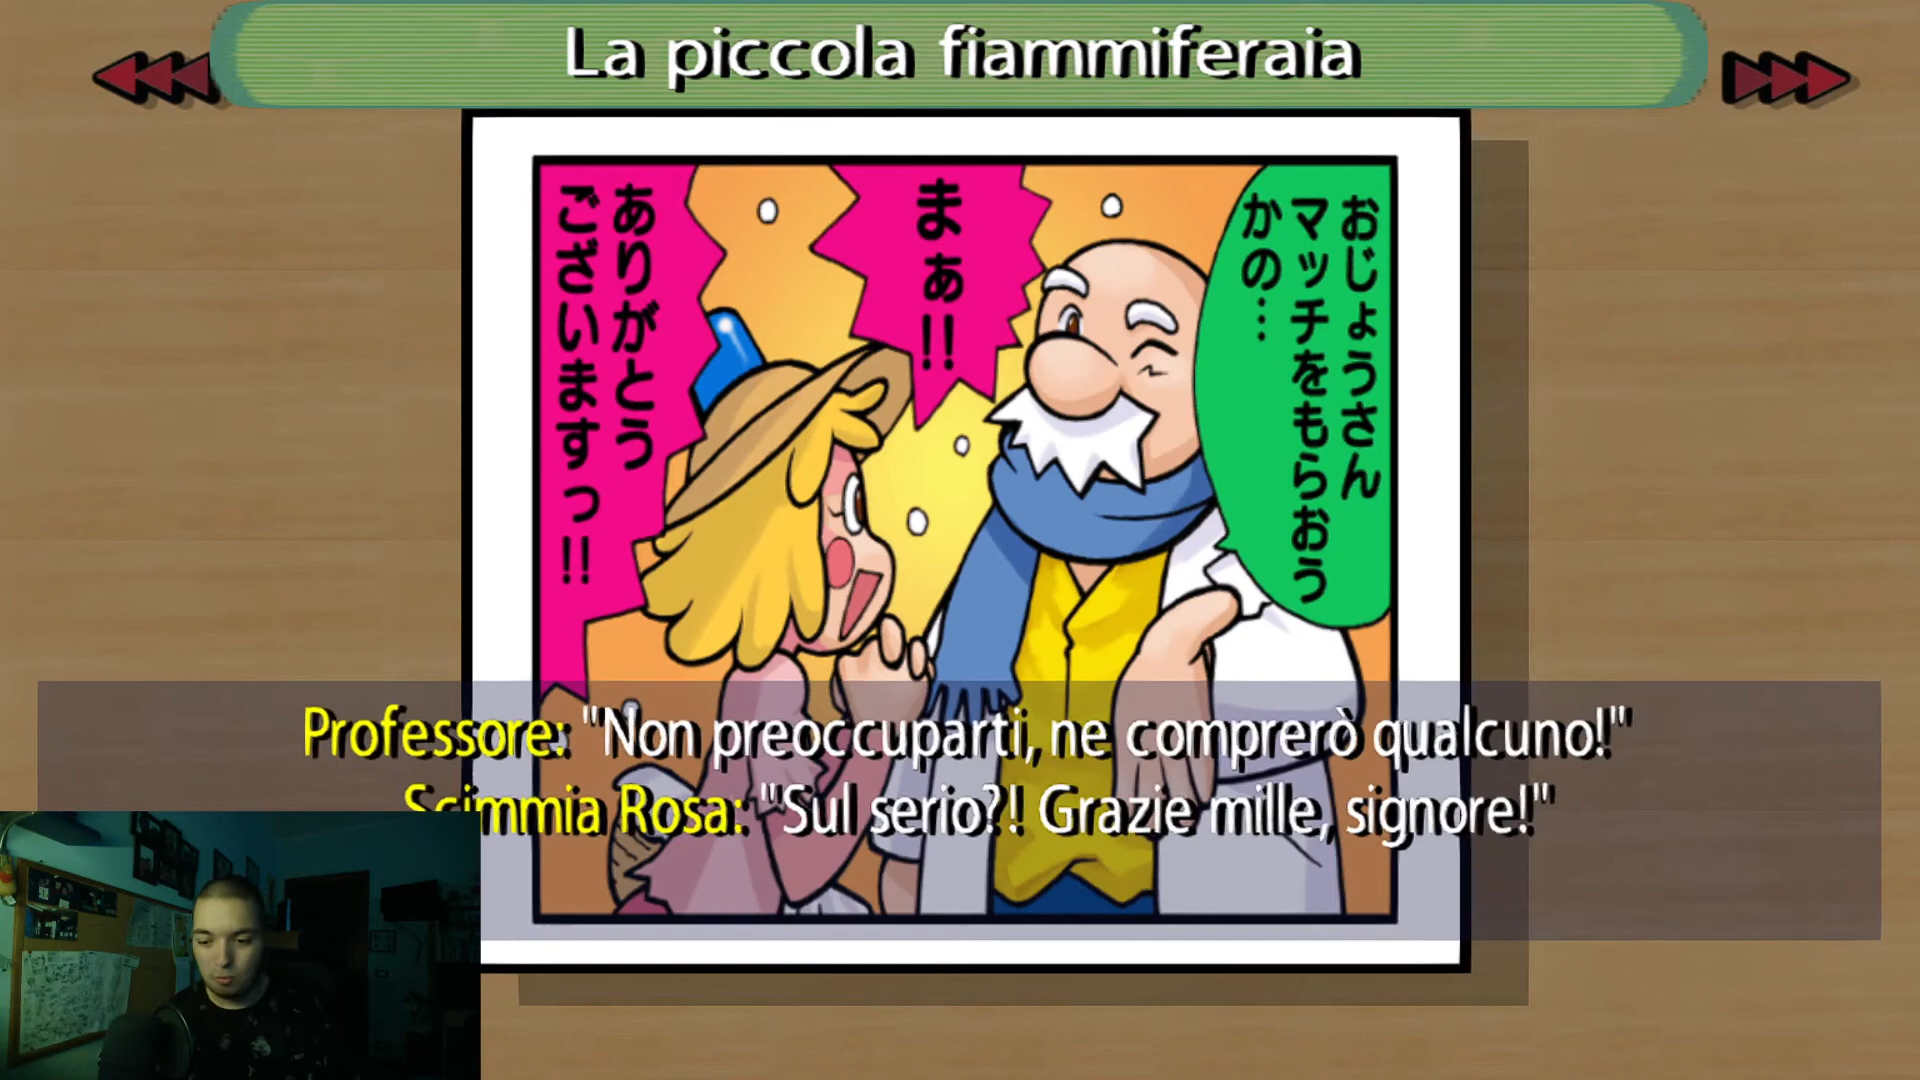 La piccola fiammiferaia
おじょうさん
マッチをもらおう
かの…
まぁ!!
ありがとう
ございますっ!!
Professore: "Non preoccuparti, ne comprerò qualcuno!"
Scimmia Rosa: "Sul serio?! Grazie mille, signore!"